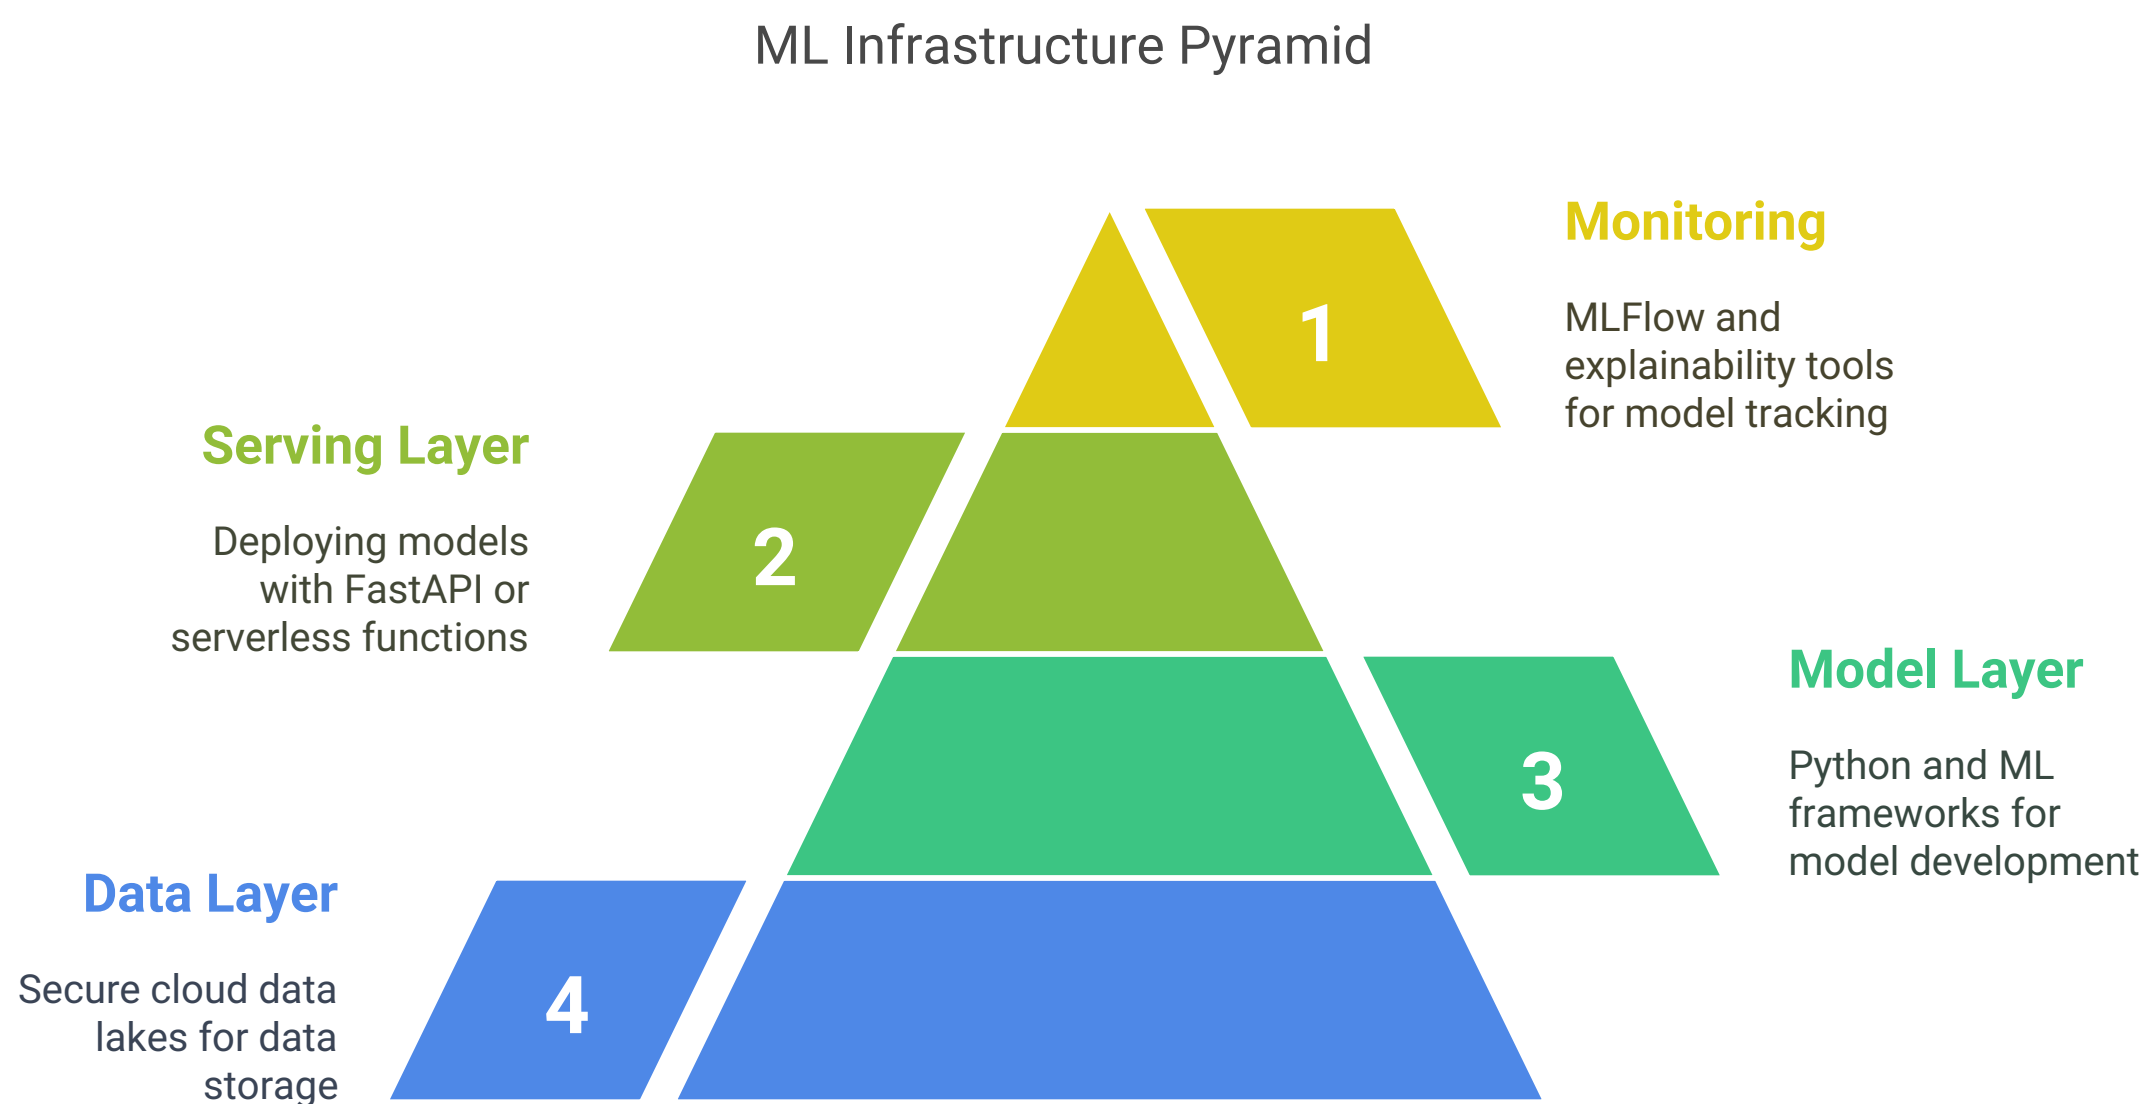 ML Infrastructure Pyramid
1
Monitoring
MLFlow and
explainability tools
for model tracking
Serving Layer
Deploying models
with FastAPI or
serverless functions
2
3
Model Layer
Python and ML
frameworks for
model development
Data Layer
Secure cloud data
lakes for data
storage
4